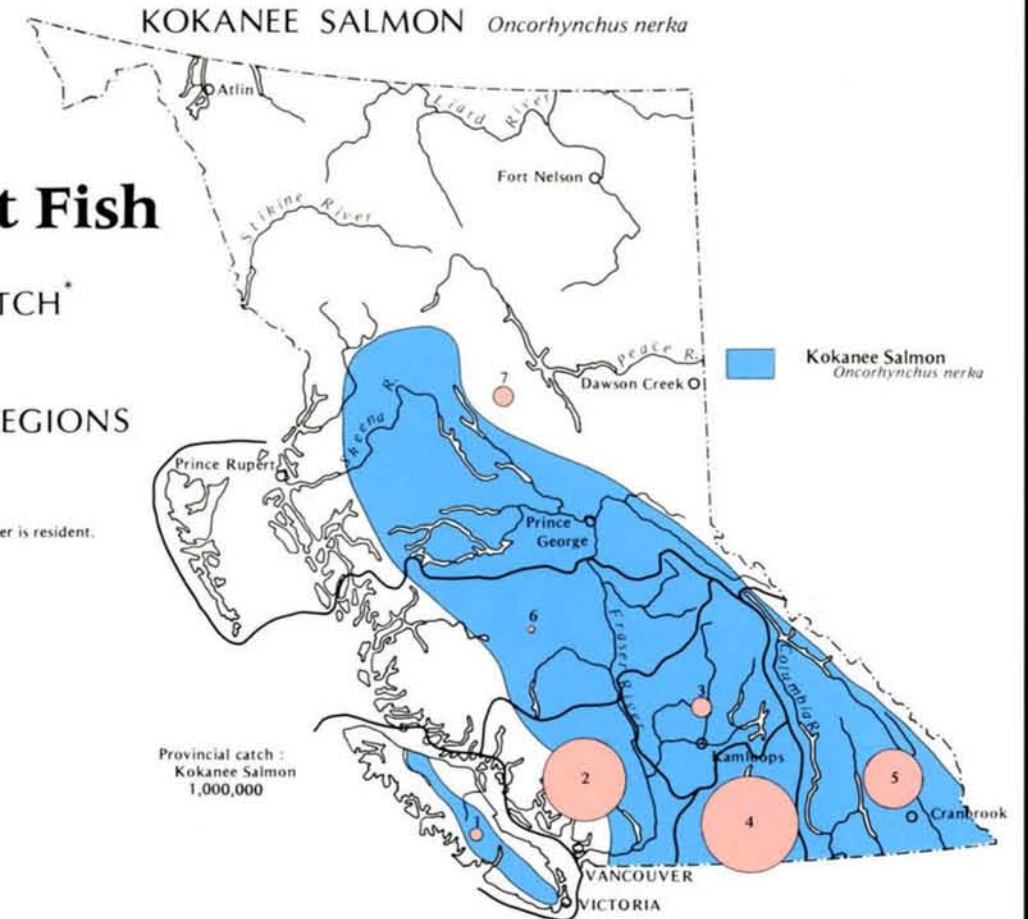 KOKANEE SALMON Oncorhynchus nerka
Atlin
Liard River
Fort Nelson
t Fish
Stikine River
TCH*
Peace R.
Kokanee Salmon
Oncorhynchus nerka
Dawson Creek
7
EGIONS
Skeena R.
Prince Rupert
er is resident.
Prince
George
6
Fraser River
Columbia R.
3
Provincial catch :
Kokanee Salmon
1,000,000
Kamloops
2
5
4
Cranbrook
1
VANCOUVER
VICTORIA